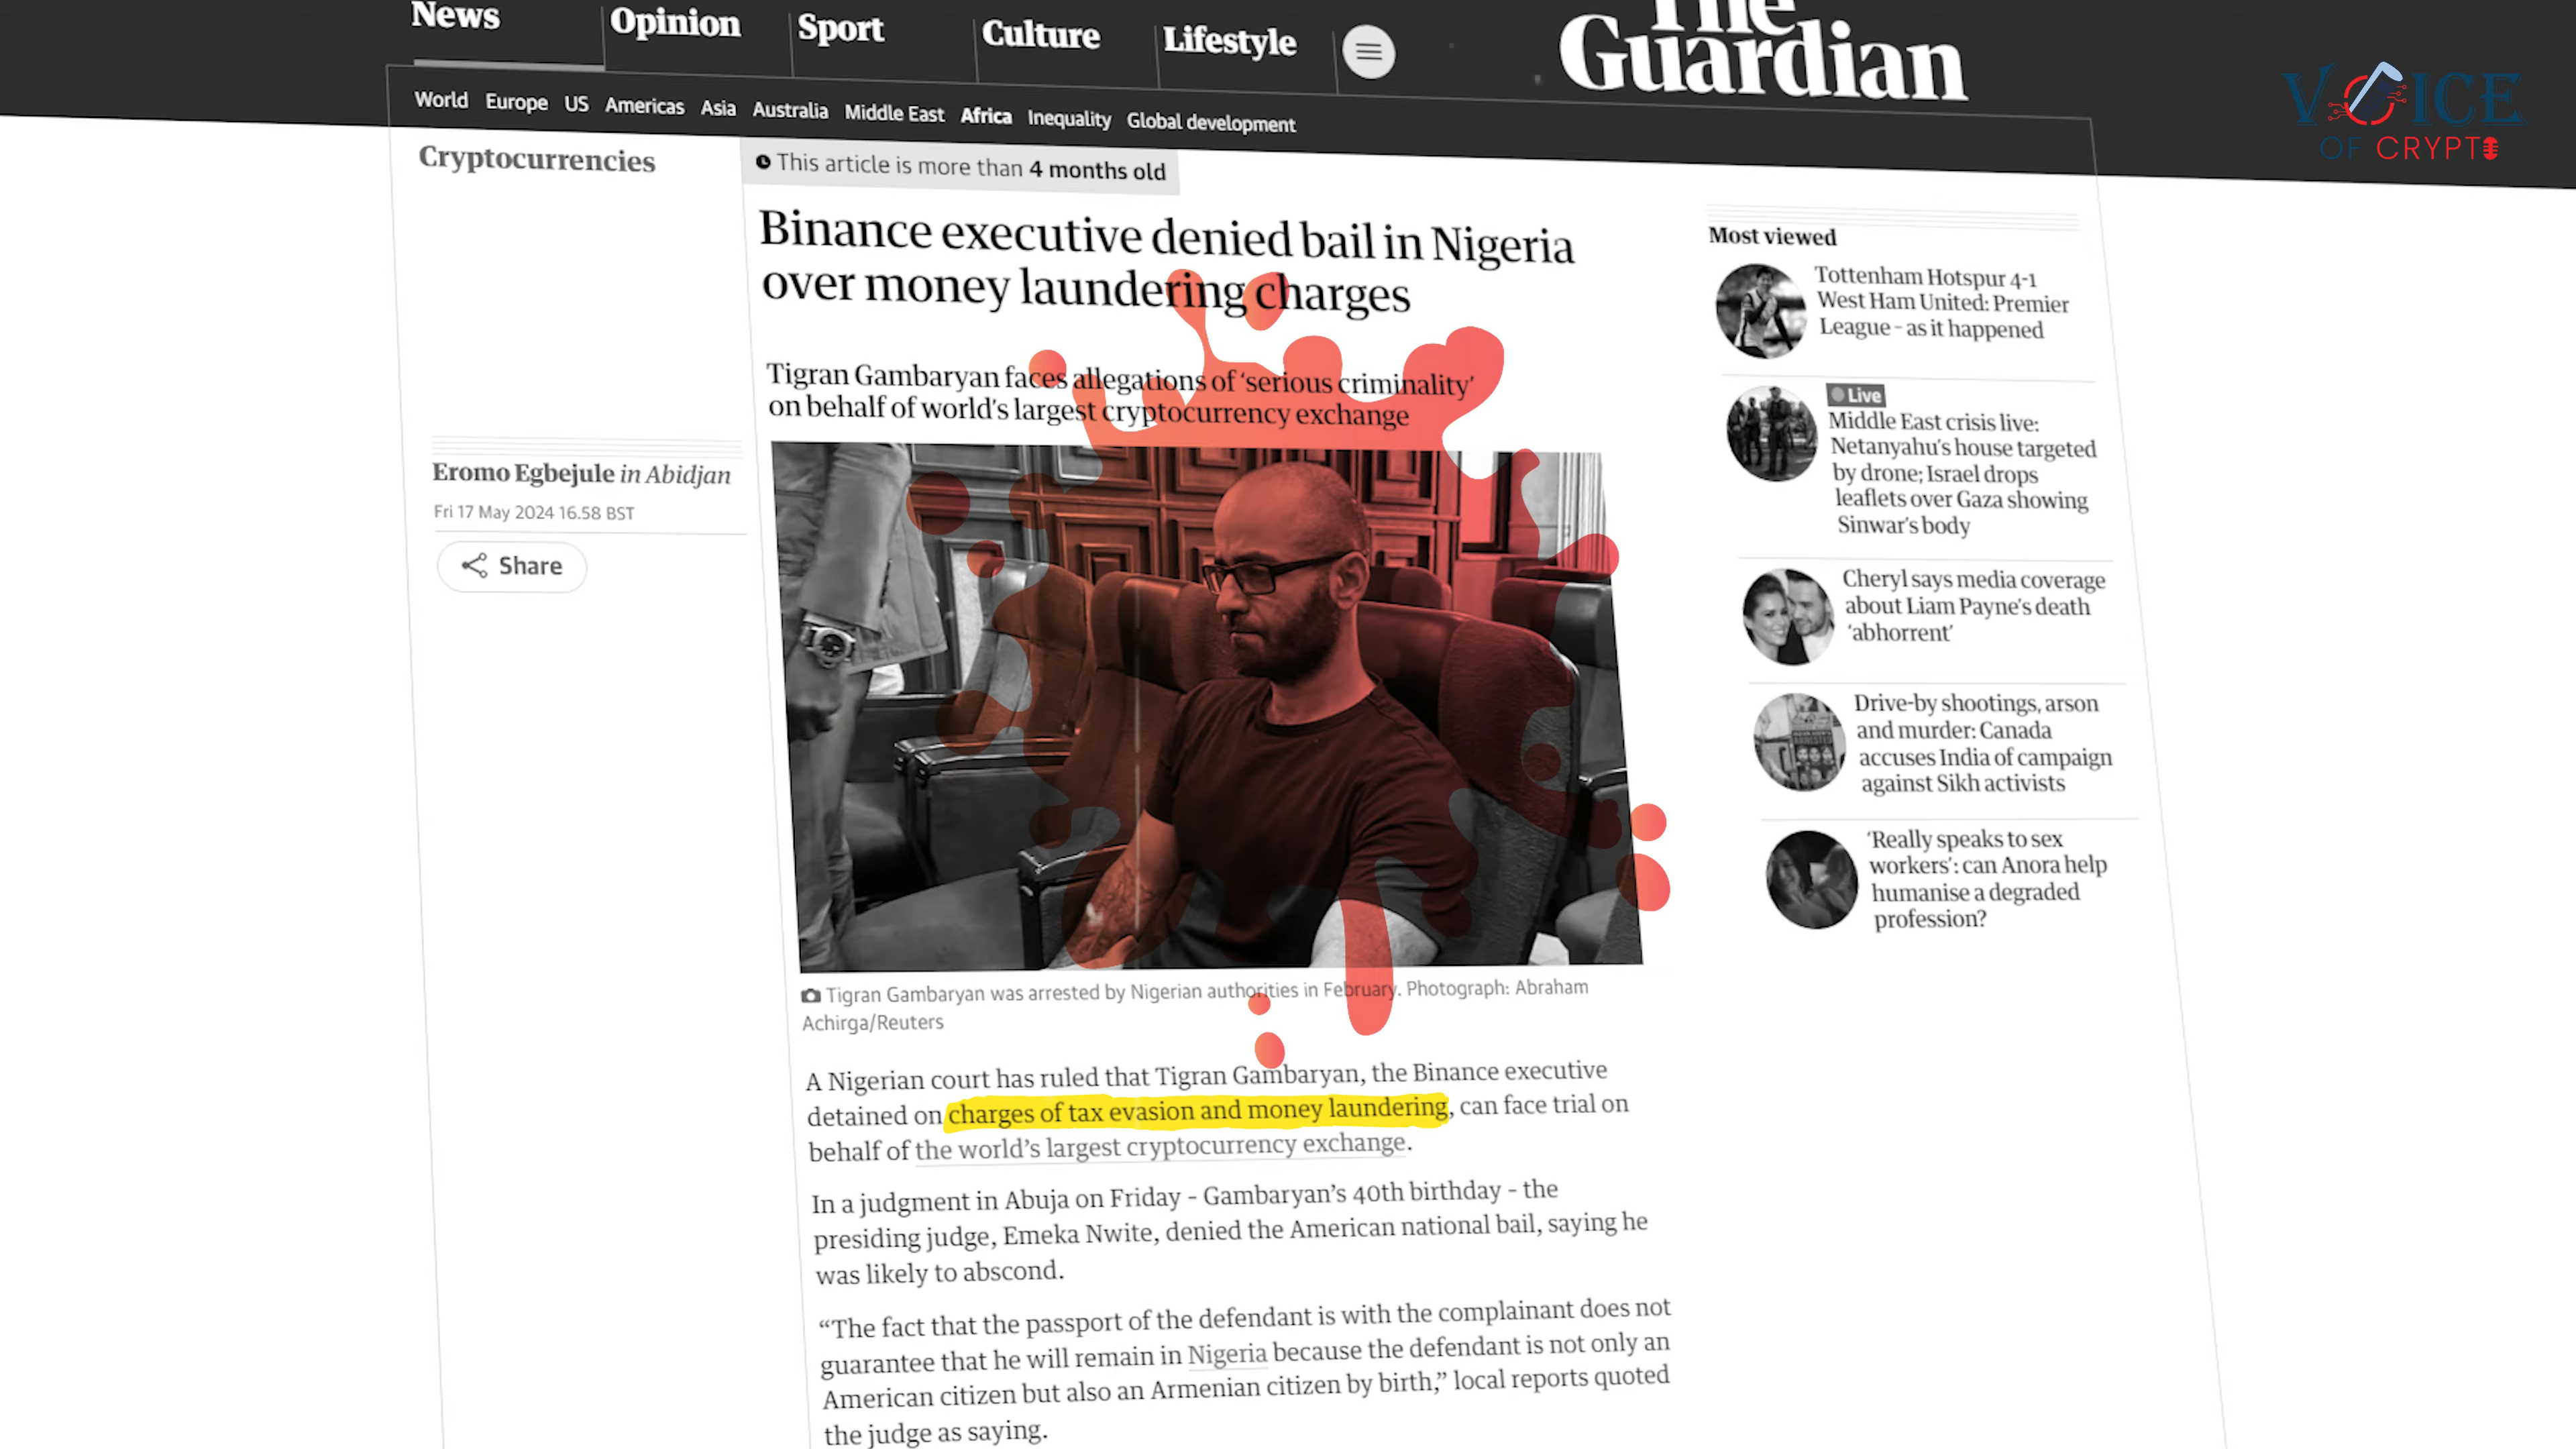 News
Opinion
Sport
Culture
Lifestyle
The
Guardian
VOICE
OF CRYPTO
World Europe US Americas Asia Australia Middle East Africa Inequality Global development
Cryptocurrencies
This article is more than 4 months old
Binance executive denied bail in Nigeria
over money laundering charges
Tigran Gambaryan faces allegations of ‘serious criminality’
on behalf of world’s largest cryptocurrency exchange
Eromo Egbejule in Abidjan
Fri 17 May 2024 16.58 BST
Share
Tigran Gambaryan was arrested by Nigerian authorities in February. Photograph: Abraham
Achirga/Reuters
A Nigerian court has ruled that Tigran Gambaryan, the Binance executive
detained on charges of tax evasion and money laundering, can face trial on
behalf of the world’s largest cryptocurrency exchange.
In a judgment in Abuja on Friday - Gambaryan’s 40th birthday - the
presiding judge, Emeka Nwite, denied the American national bail, saying he
was likely to abscond.
“The fact that the passport of the defendant is with the complainant does not
guarantee that he will remain in Nigeria because the defendant is not only an
American citizen but also an Armenian citizen by birth,” local reports quoted
the judge as saying.
Most viewed
Tottenham Hotspur 4-1
West Ham United: Premier
League – as it happened
Live
Middle East crisis live:
Netanyahu’s house targeted
by drone; Israel drops
leaflets over Gaza showing
Sinwar’s body
Cheryl says media coverage
about Liam Payne’s death
‘abhorrent’
Drive-by shootings, arson
and murder: Canada
accuses India of campaign
against Sikh activists
‘Really speaks to sex
workers’: can Anora help
humanise a degraded
profession?